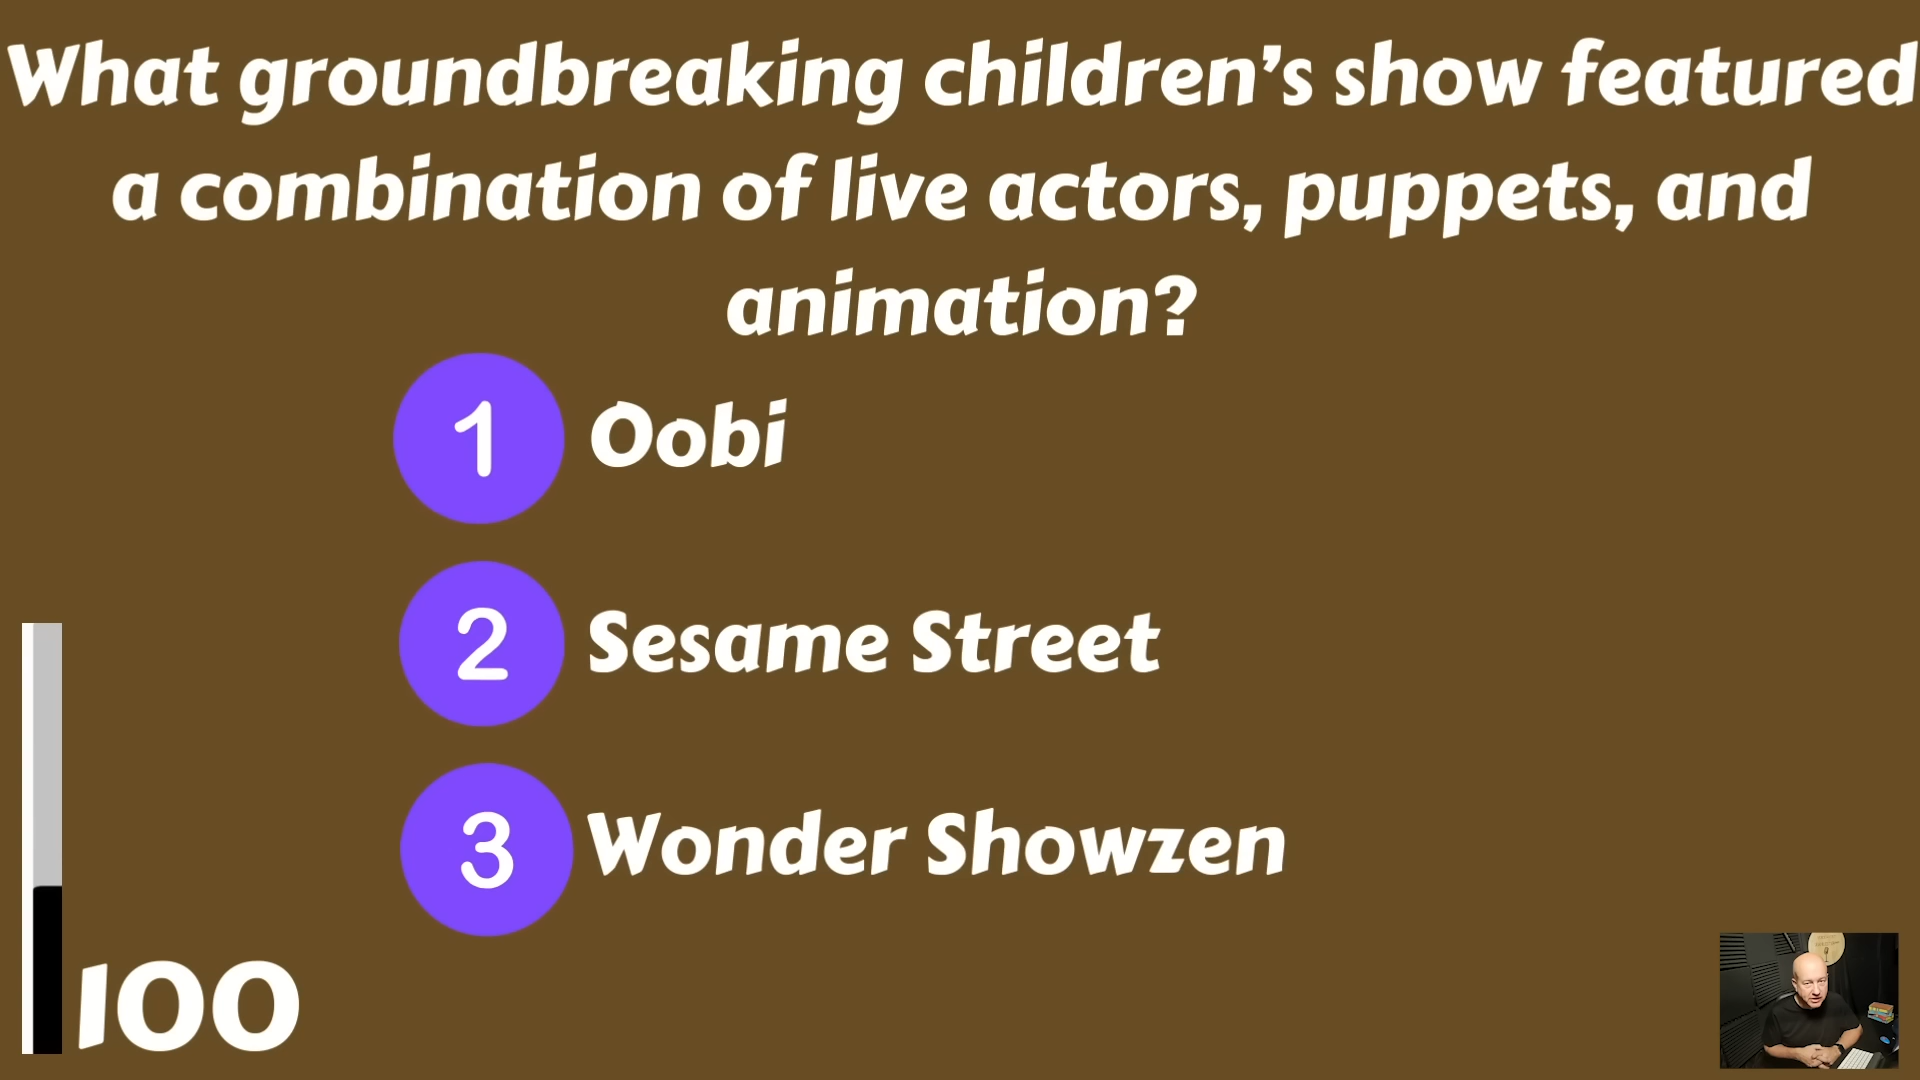 What groundbreaking children’s show featured
a combination of live actors, puppets, and
animation?
1 Oobi
2 Sesame Street
3 Wonder Showzen
100